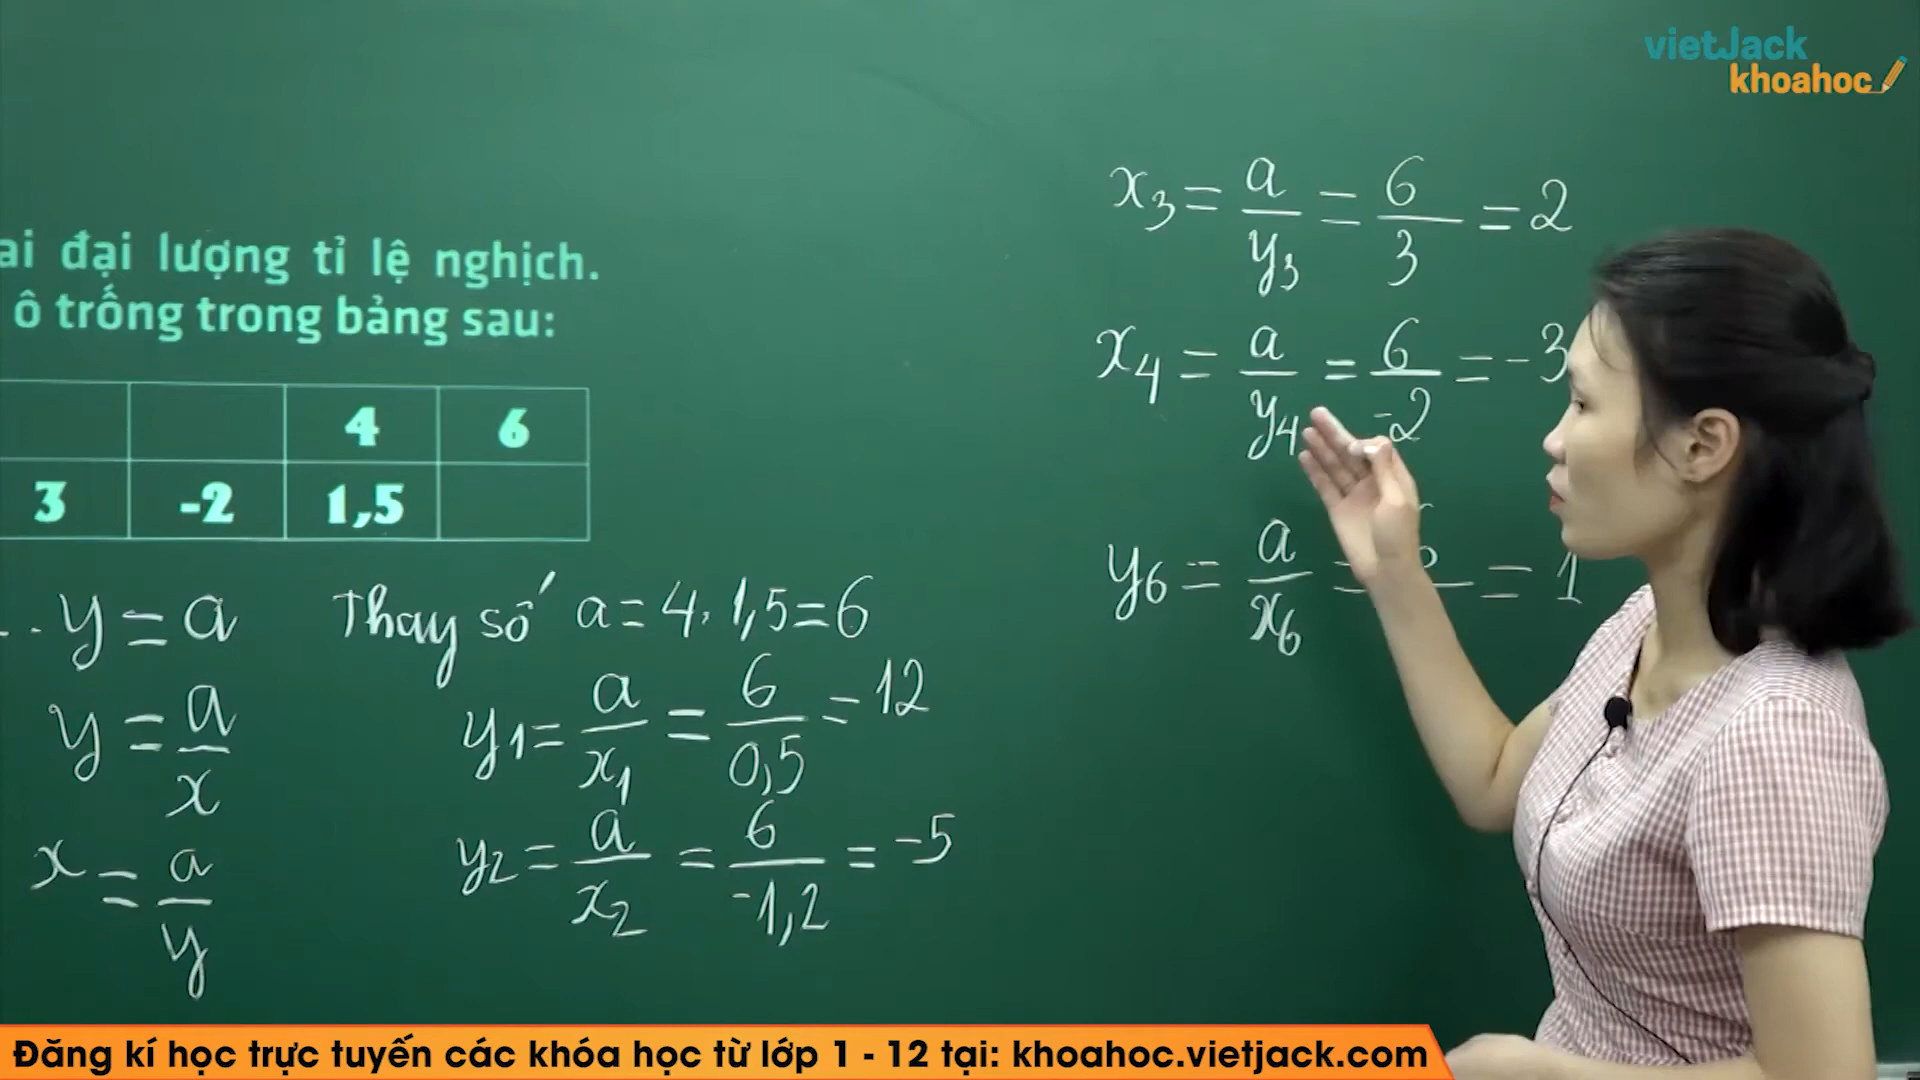 vietJack
khoahoc
ai đại lượng tỉ lệ nghịch.
ô trống trong bảng sau:
4 6
3 -2 1,5
... y = a
y = a/x
x = a/y
Thay số a = 4.1,5 = 6
y1 = a/x1 = 6/0,5 = 12
y2 = a/x2 = 6/-1,2 = -5
x3 = a/y3 = 6/3 = 2
x4 = a/y4 = 6/-2 = -3
y6 = a/x6 = = 1
Đăng kí học trực tuyến các khóa học từ lớp 1 - 12 tại: khoahoc.vietjack.com